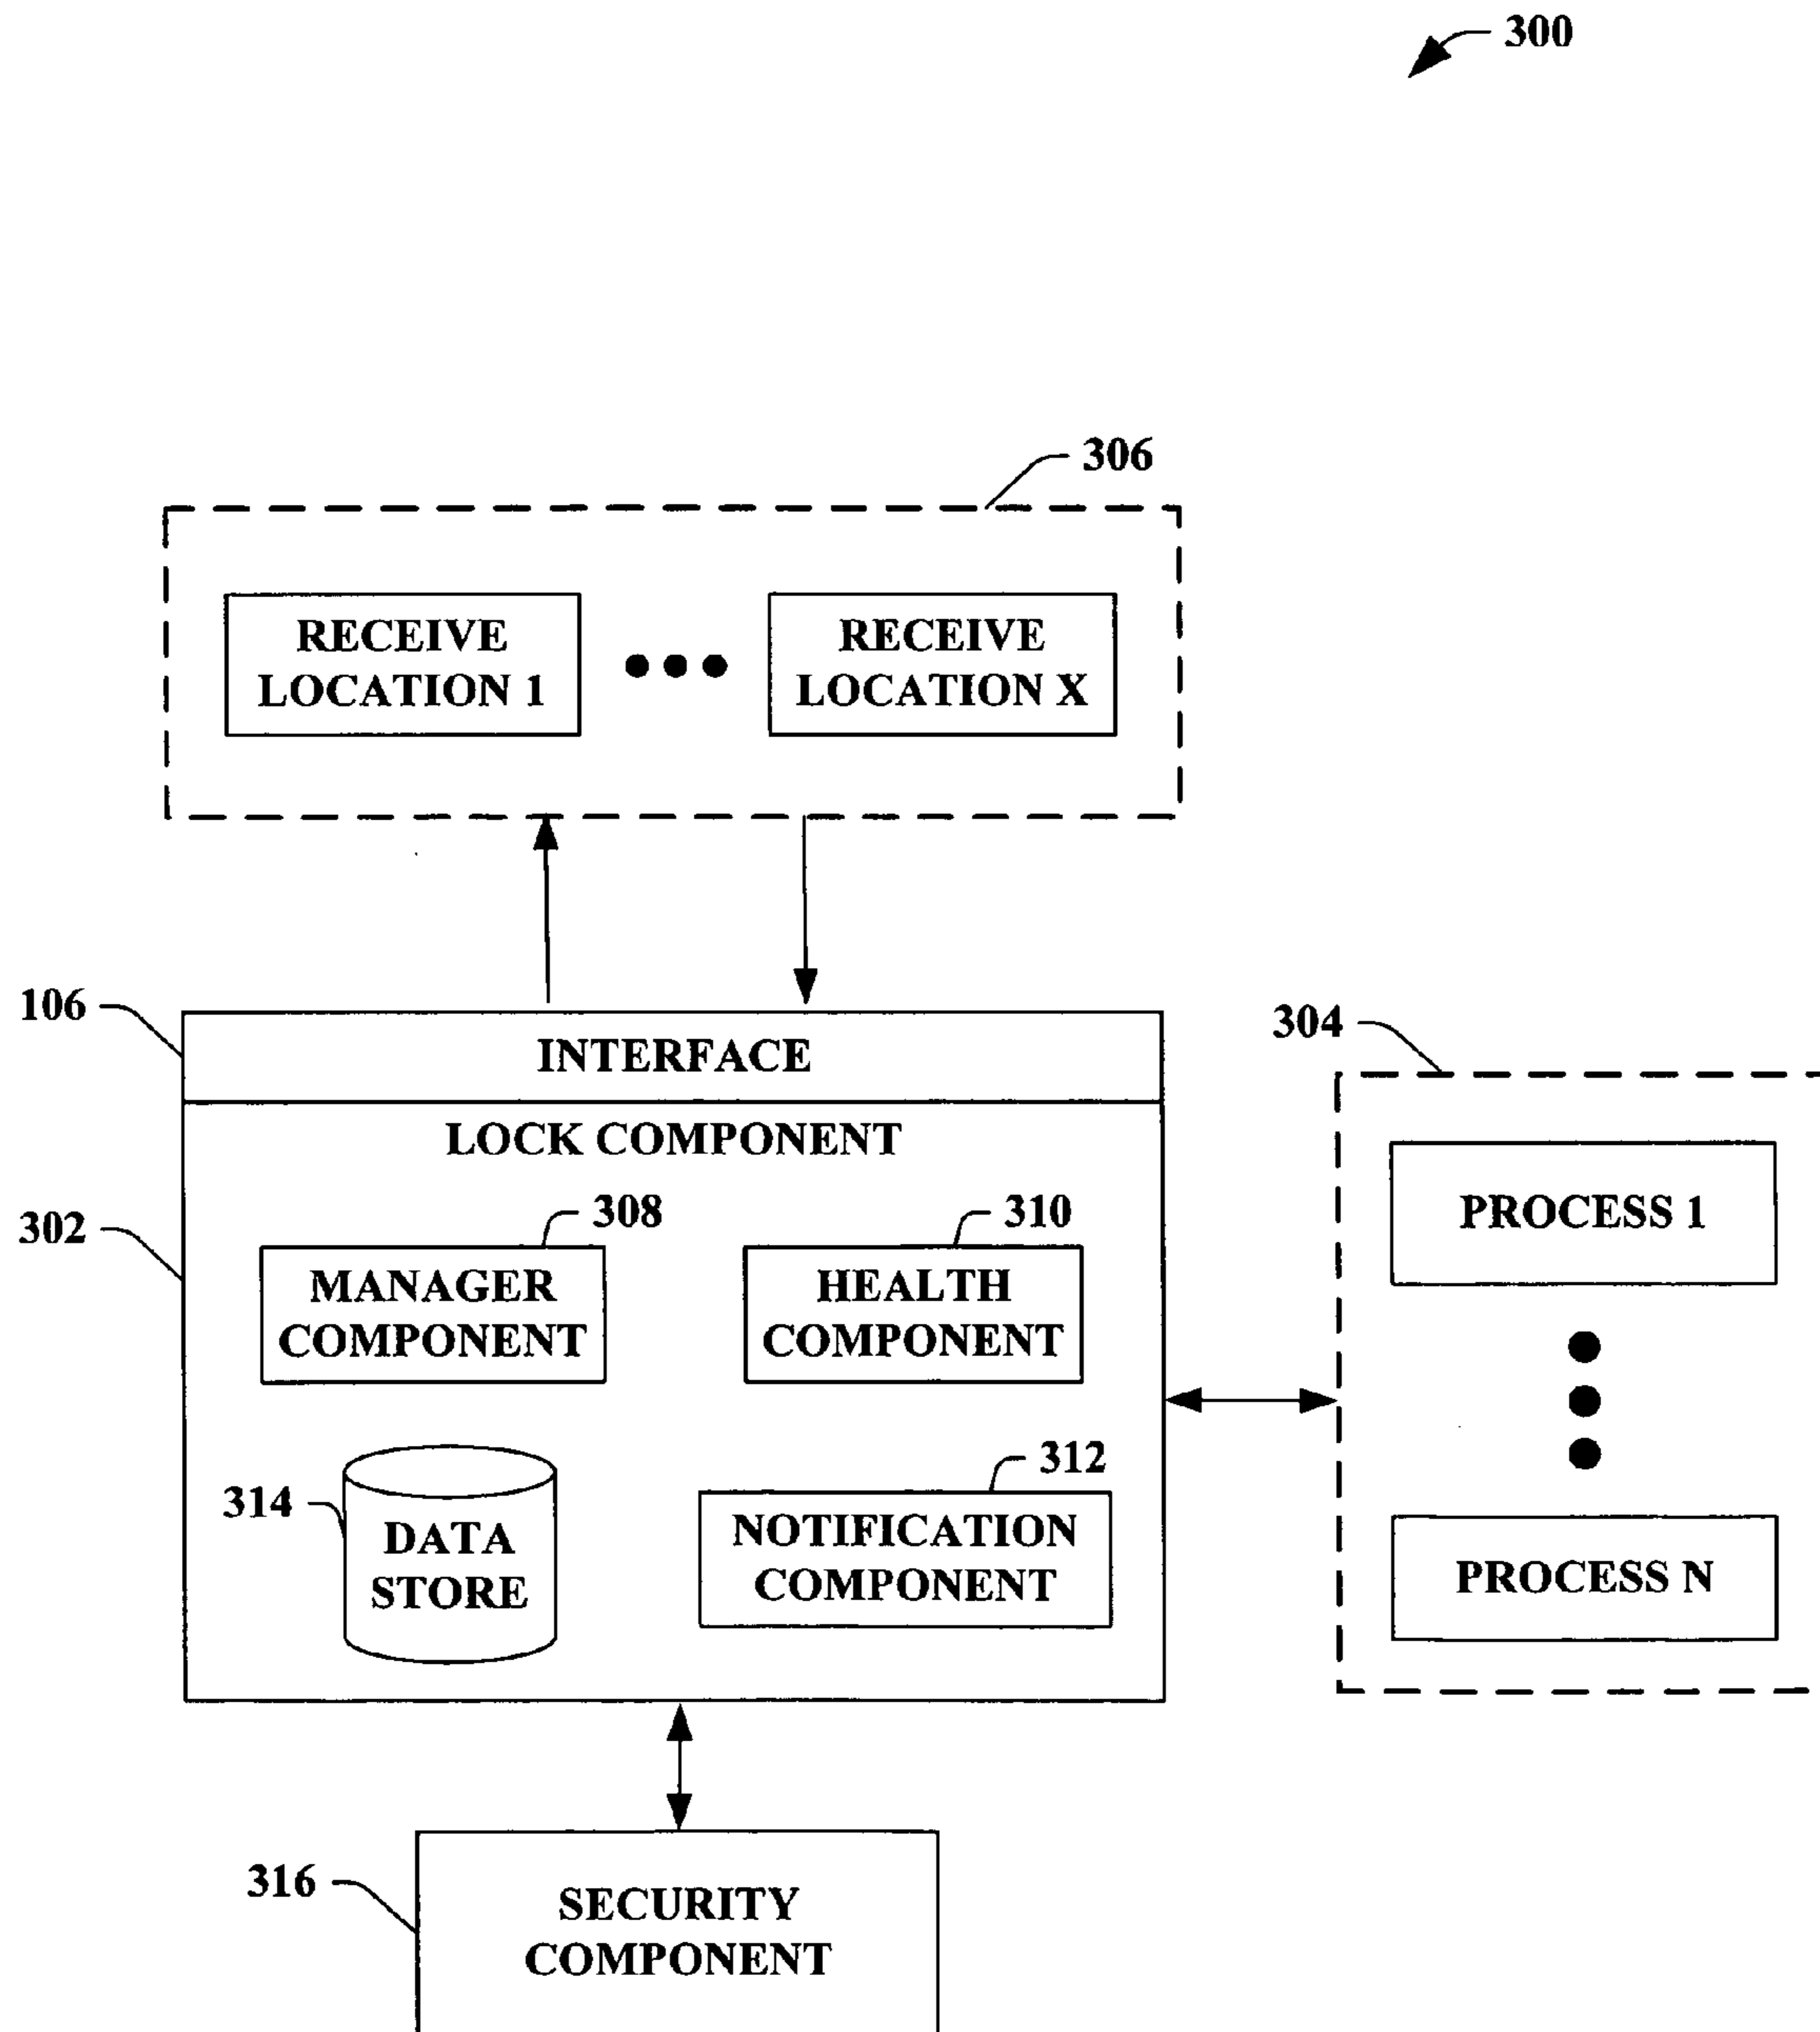 300
306
RECEIVE
LOCATION 1
RECEIVE
LOCATION X
106
INTERFACE
304
LOCK COMPONENT
302
308
MANAGER
COMPONENT
310
HEALTH
COMPONENT
PROCESS 1
314
DATA
STORE
312
NOTIFICATION
COMPONENT
PROCESS N
316
SECURITY
COMPONENT